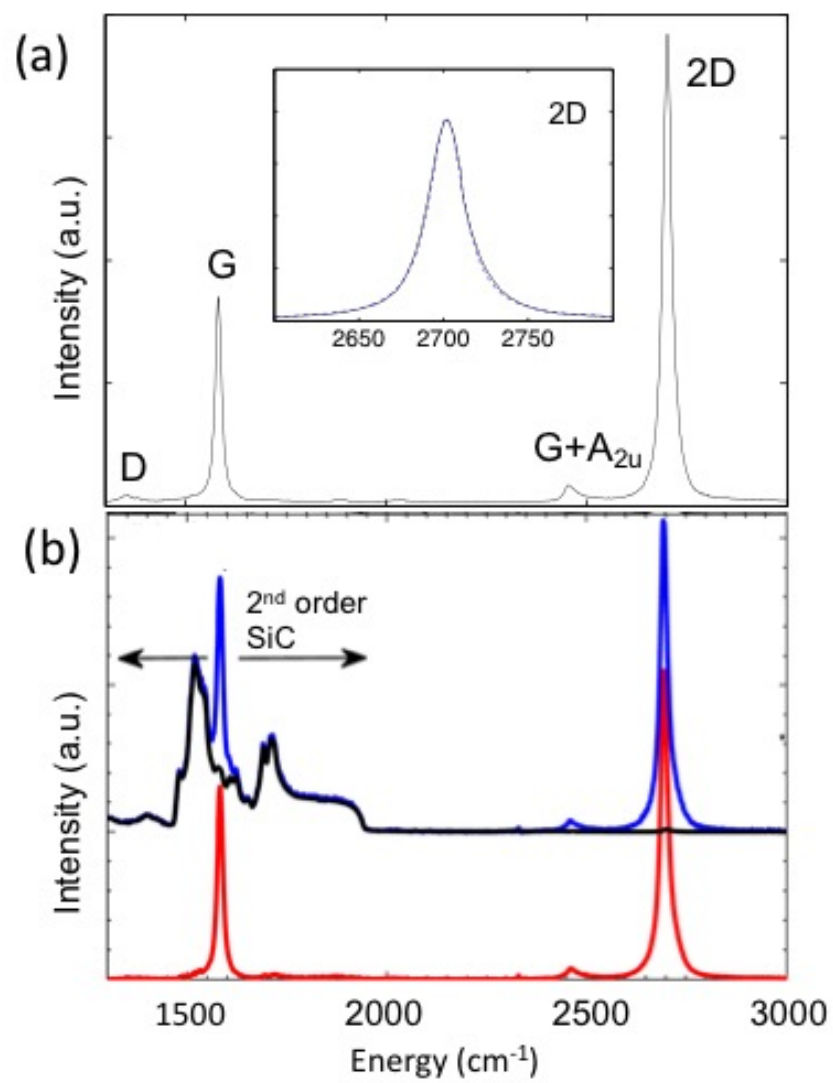 (a)
2D
2D
G
2650 2700 2750
Intensity (a.u.)
D
G+A₂ᵤ
(b)
2ⁿᵈ order
SiC
Intensity (a.u.)
1500 2000 2500 3000
Energy (cm⁻¹)